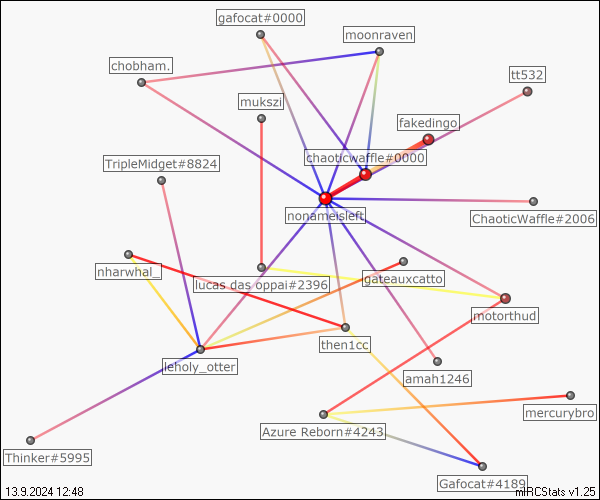 gafocat#0000
moonraven
chobham.
tt532
mukszi
fakedingo
chaoticwaffle#0000
TripleMidget#8824
nonameisleft
ChaoticWaffle#2006
nharwhal_
lucas das oppai#2396
gateauxcatto
motorthud
then1cc
leholy_otter
amah1246
mercurybro
Azure Reborn#4243
Thinker#5995
Gafocat#4189
13.9.2024 12:48
mIRCStats v1.25